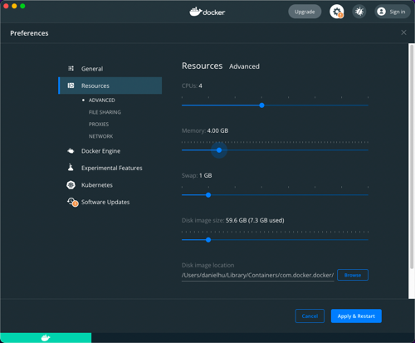 docker
Upgrade
Sign in
Preferences
General
Resources
ADVANCED
FILE SHARING
PROXIES
NETWORK
Docker Engine
Experimental Features
Kubernetes
Software Updates
Resources Advanced
CPUs: 4
Memory: 4.00 GB
Swap: 1 GB
Disk image size: 59.6 GB (7.3 GB used)
Disk image location
/Users/danielhu/Library/Containers/com.docker.docker/
Browse
Cancel
Apply & Restart